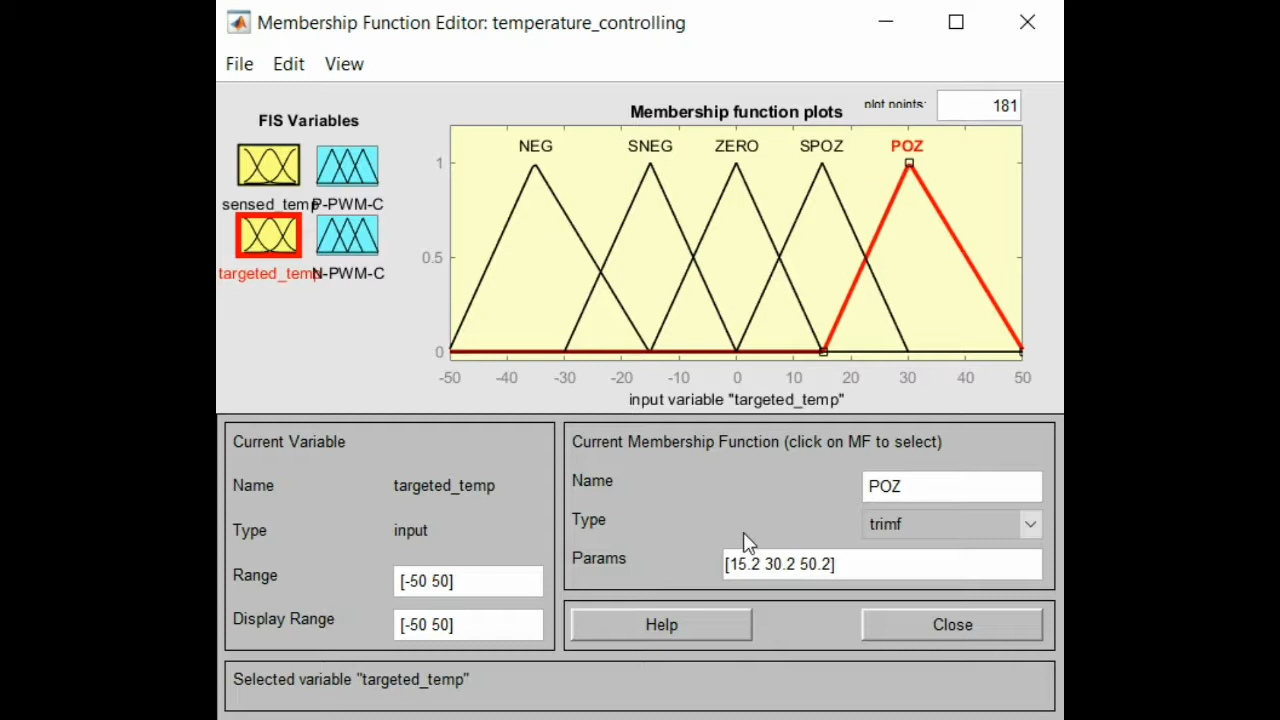 Membership Function Editor: temperature_controlling
File Edit View
FIS Variables
Membership function plots
plot points:
181
sensed_temp
P-PWM-C
targeted_temp
N-PWM-C
NEG SNEG ZERO SPOZ POZ
1
0.5
0
-50 -40 -30 -20 -10 0 10 20 30 40 50
input variable "targeted_temp"
Current Variable
Name targeted_temp
Type input
Range [-50 50]
Display Range [-50 50]
Current Membership Function (click on MF to select)
Name POZ
Type trimf
Params [15.2 30.2 50.2]
Help Close
Selected variable "targeted_temp"